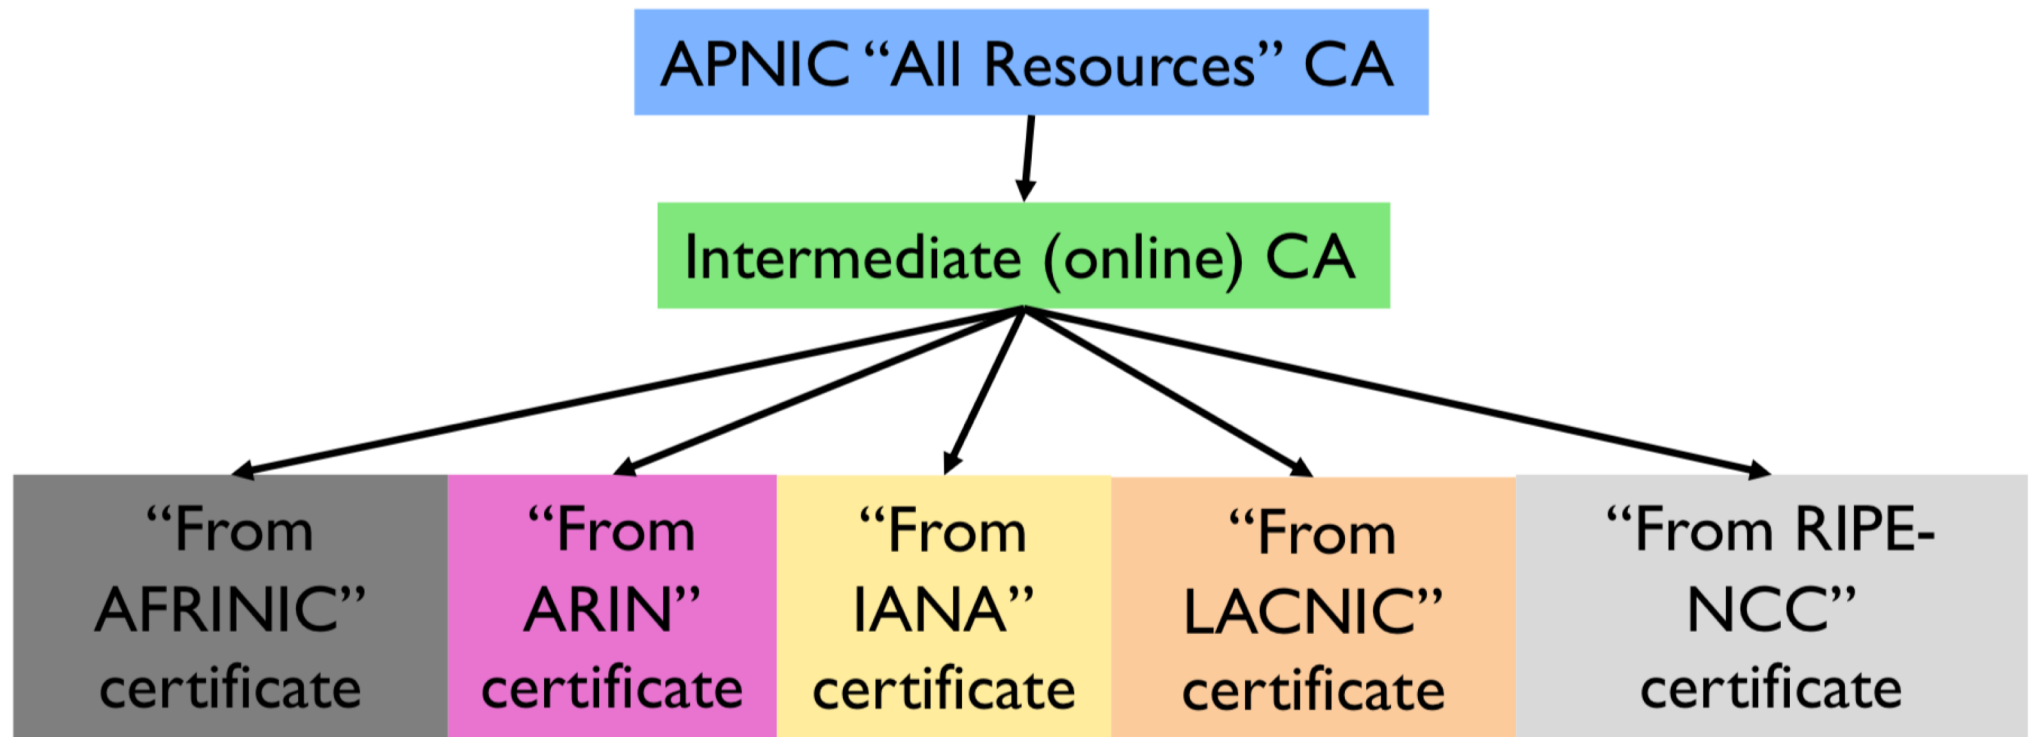 APNIC “All Resources” CA
Intermediate (online) CA
“From
AFRINIC”
certificate
“From
ARIN”
certificate
“From
IANA”
certificate
“From
LACNIC”
certificate
“From RIPE-
NCC”
certificate